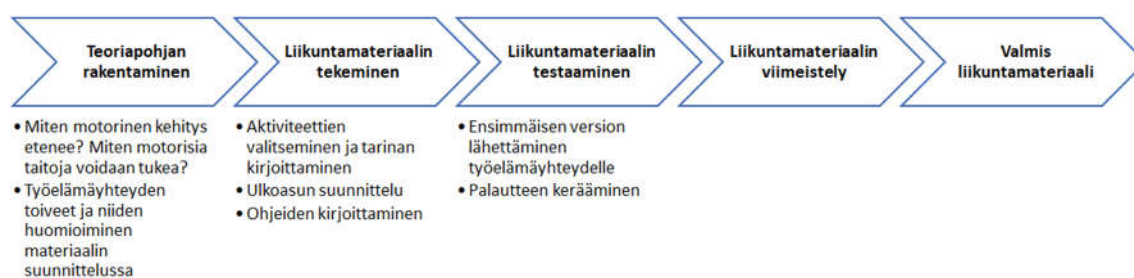 Teoriapohjan
rakentaminen
Liikuntamateriaalin
tekeminen
Liikuntamateriaalin
testaaminen
Liikuntamateriaalin
viimeistely
Valmis
liikuntamateriaali
• Miten motorinen kehitys
etenee? Miten motorisia
taitoja voidaan tukea?
• Työelämäyhteyden
toiveet ja niiden
huomioiminen
materiaalin
suunnittelussa
• Aktiviteettien
valitseminen ja tarinan
kirjoittaminen
• Ulkoasun suunnittelu
• Ohjeiden kirjoittaminen
• Ensimmäisen version
lähettäminen
työelämäyhteydelle
• Palautteen kerääminen